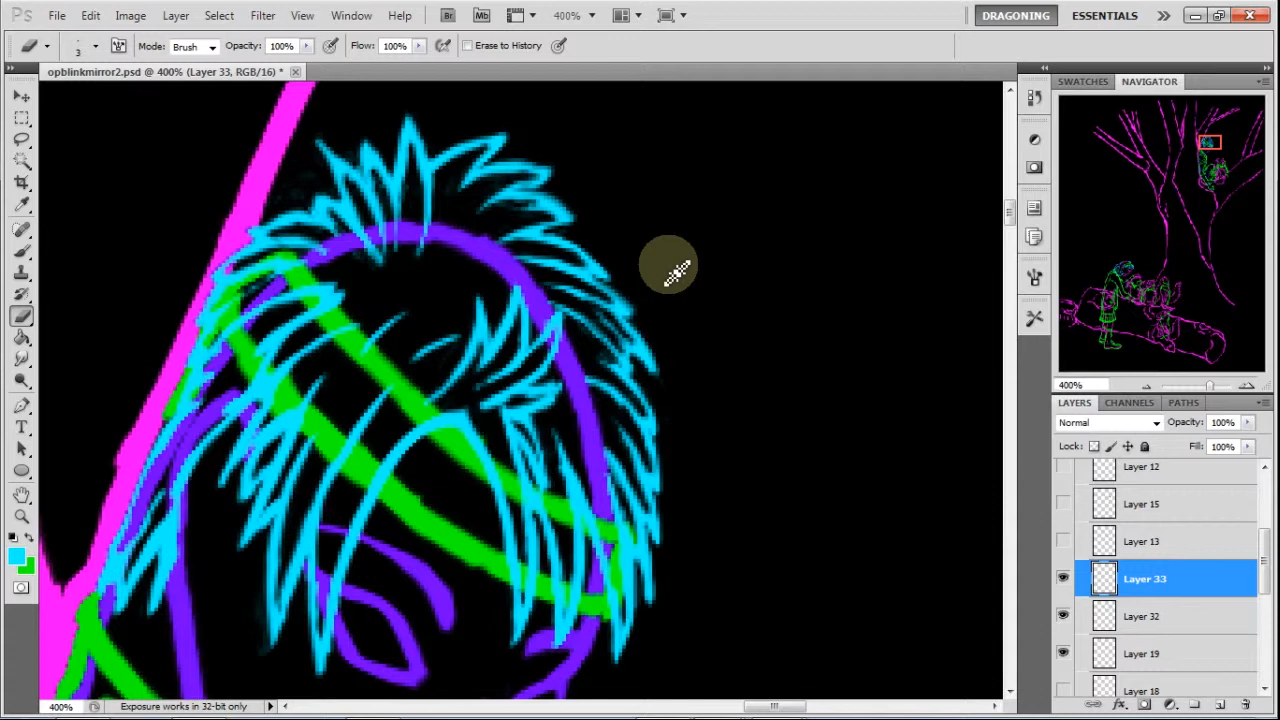 Ps File Edit Image Layer Select Filter View Window Help Br Mb 400% DRAGONING ESSENTIALS
3 Mode: Brush Opacity: 100% Flow: 100% Erase to History
opblinkmirror2.psd @ 400% (Layer 33, RGB/16) *
SWATCHES NAVIGATOR
400%
LAYERS CHANNELS PATHS
Normal Opacity: 100%
Lock: Fill: 100%
Layer 12
Layer 15
Layer 13
Layer 33
Layer 32
Layer 19
Layer 18
T
400% Exposure works in 32-bit only
fx